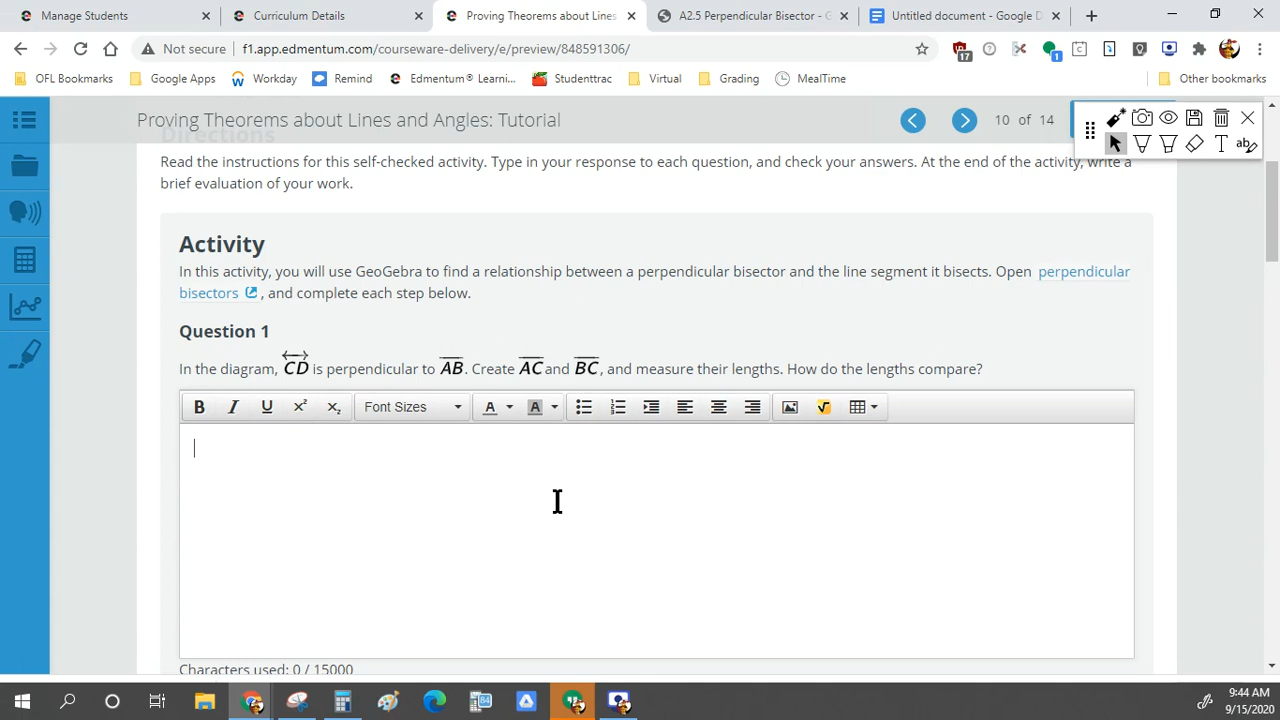 Manage Students
Curriculum Details
Proving Theorems about Lines
A2.5 Perpendicular Bisector - G
Untitled document - Google D
Not secure f1.app.edmentum.com/courseware-delivery/e/preview/848591306/
17
1
OFL Bookmarks
Google Apps
Workday
Remind
Edmentum® Learni...
Studenttrac
Virtual
Grading
MealTime
Other bookmarks
Directions
Proving Theorems about Lines and Angles: Tutorial
10 of 14
Read the instructions for this self-checked activity. Type in your response to each question, and check your answers. At the end of the activity, write a
brief evaluation of your work.
Activity
In this activity, you will use GeoGebra to find a relationship between a perpendicular bisector and the line segment it bisects. Open perpendicular
bisectors , and complete each step below.
Question 1
In the diagram, CD is perpendicular to AB. Create AC and BC, and measure their lengths. How do the lengths compare?
B I U x² x₂ Font Sizes A A
Characters used: 0 / 15000
9:44 AM
9/15/2020